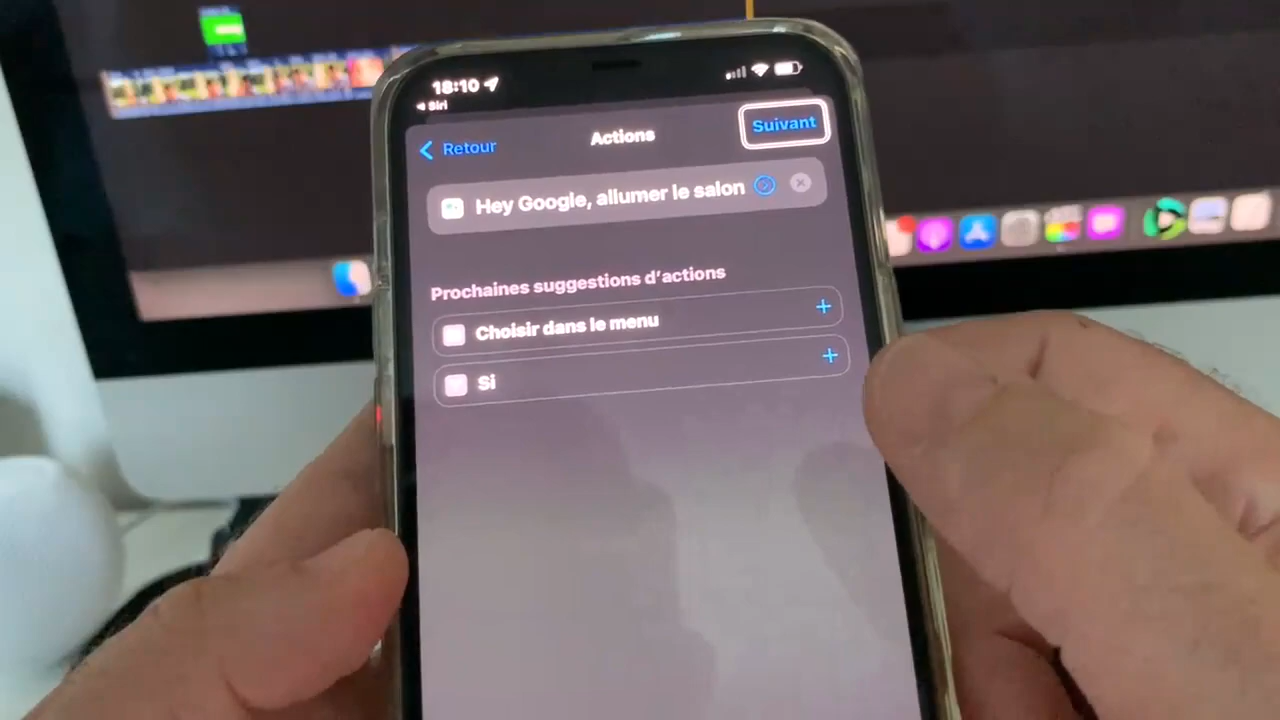 18:10
Siri
Retour
Actions
Suivant
Hey Google, allumer le salon
Prochaines suggestions d'actions
Choisir dans le menu
Si